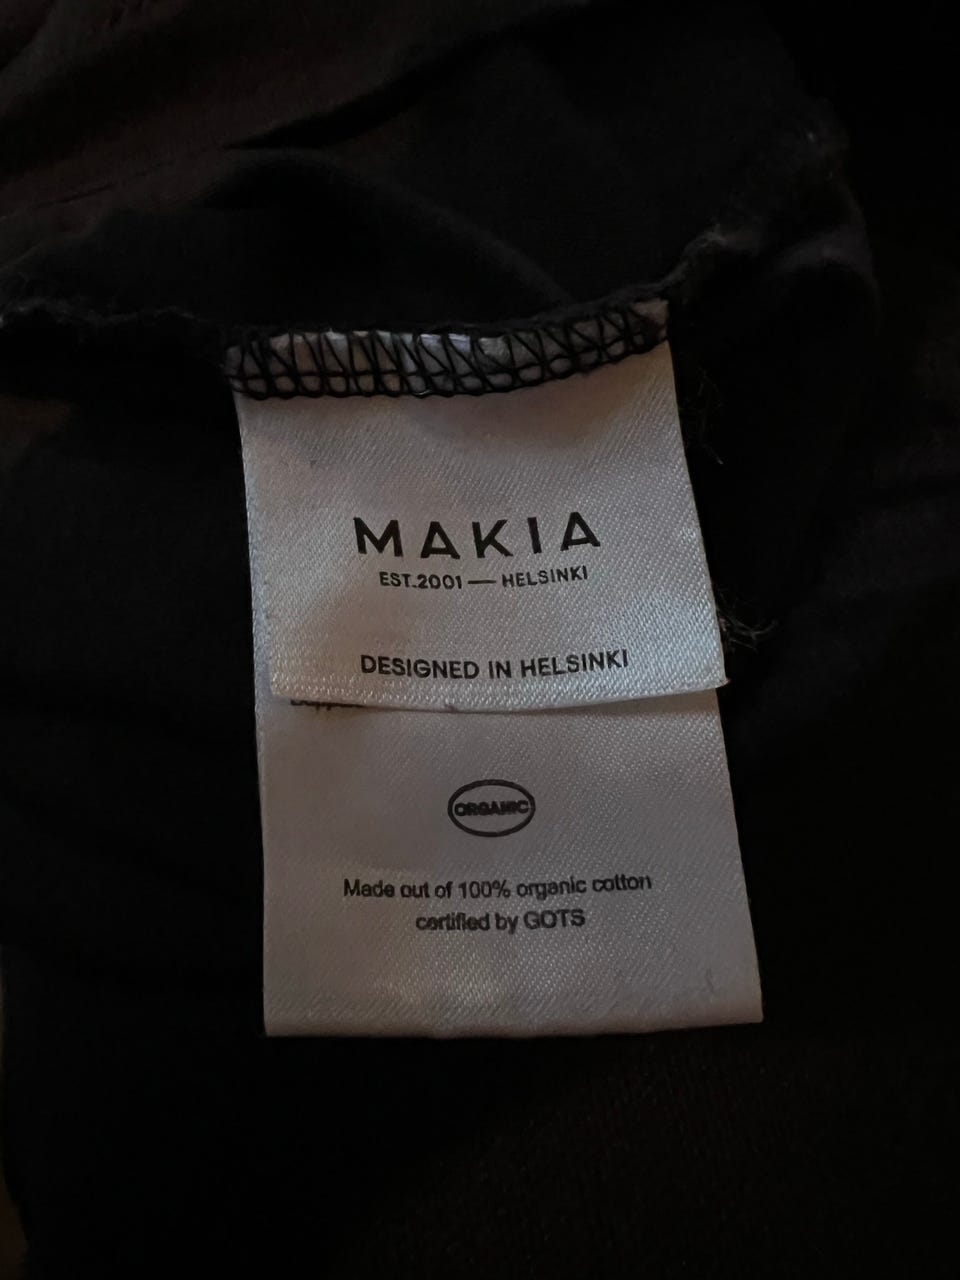 MAKIA
EST.2001 — HELSINKI
DESIGNED IN HELSINKI
ORGANIC
Made out of 100% organic cotton
certified by GOTS